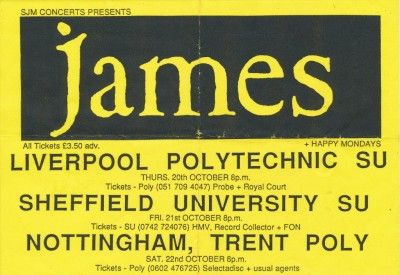 SJM CONCERTS PRESENTS
james
All Tickets £3.50 adv. + HAPPY MONDAYS
LIVERPOOL POLYTECHNIC SU
THURS. 20th OCTOBER 8p.m.
Tickets - Poly (051 709 4047) Probe + Royal Court
SHEFFIELD UNIVERSITY SU
FRI. 21st OCTOBER 8p.m.
Tickets - SU (0742 724076) HMV, Record Collector + FON
NOTTINGHAM, TRENT POLY
SAT. 22nd OCTOBER 8p.m.
Tickets - Poly (0602 476725) Selectadisc + usual agents